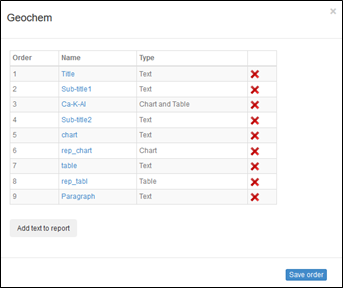 Geochem
Order Name Type
1 Title Text
2 Sub-title1 Text
3 Ca-K-Al Chart and Table
4 Sub-title2 Text
5 chart Text
6 rep_chart Chart
7 table Text
8 rep_tabl Table
9 Paragraph Text
Add text to report
Save order